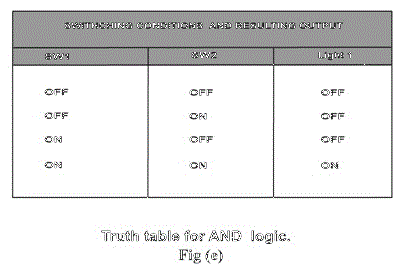 SWITHCING CONDITIONS AND RESULTING OUTPUT
SW1 SW2 Light 1
OFF OFF OFF
OFF ON OFF
ON OFF OFF
ON ON ON
Truth table for AND logic.
Fig (e)